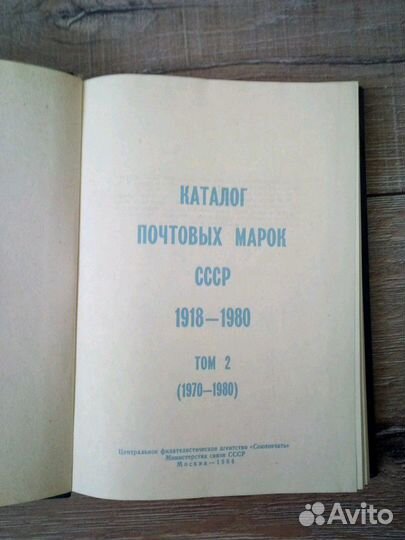 КАТАЛОГ
ПОЧТОВЫХ МАРОК
СССР
1918—1980
ТОМ 2
(1970—1980)
Центральное филателистическое агентство «Союзпечать»
Министерства связи СССР
Москва—1984
Avito